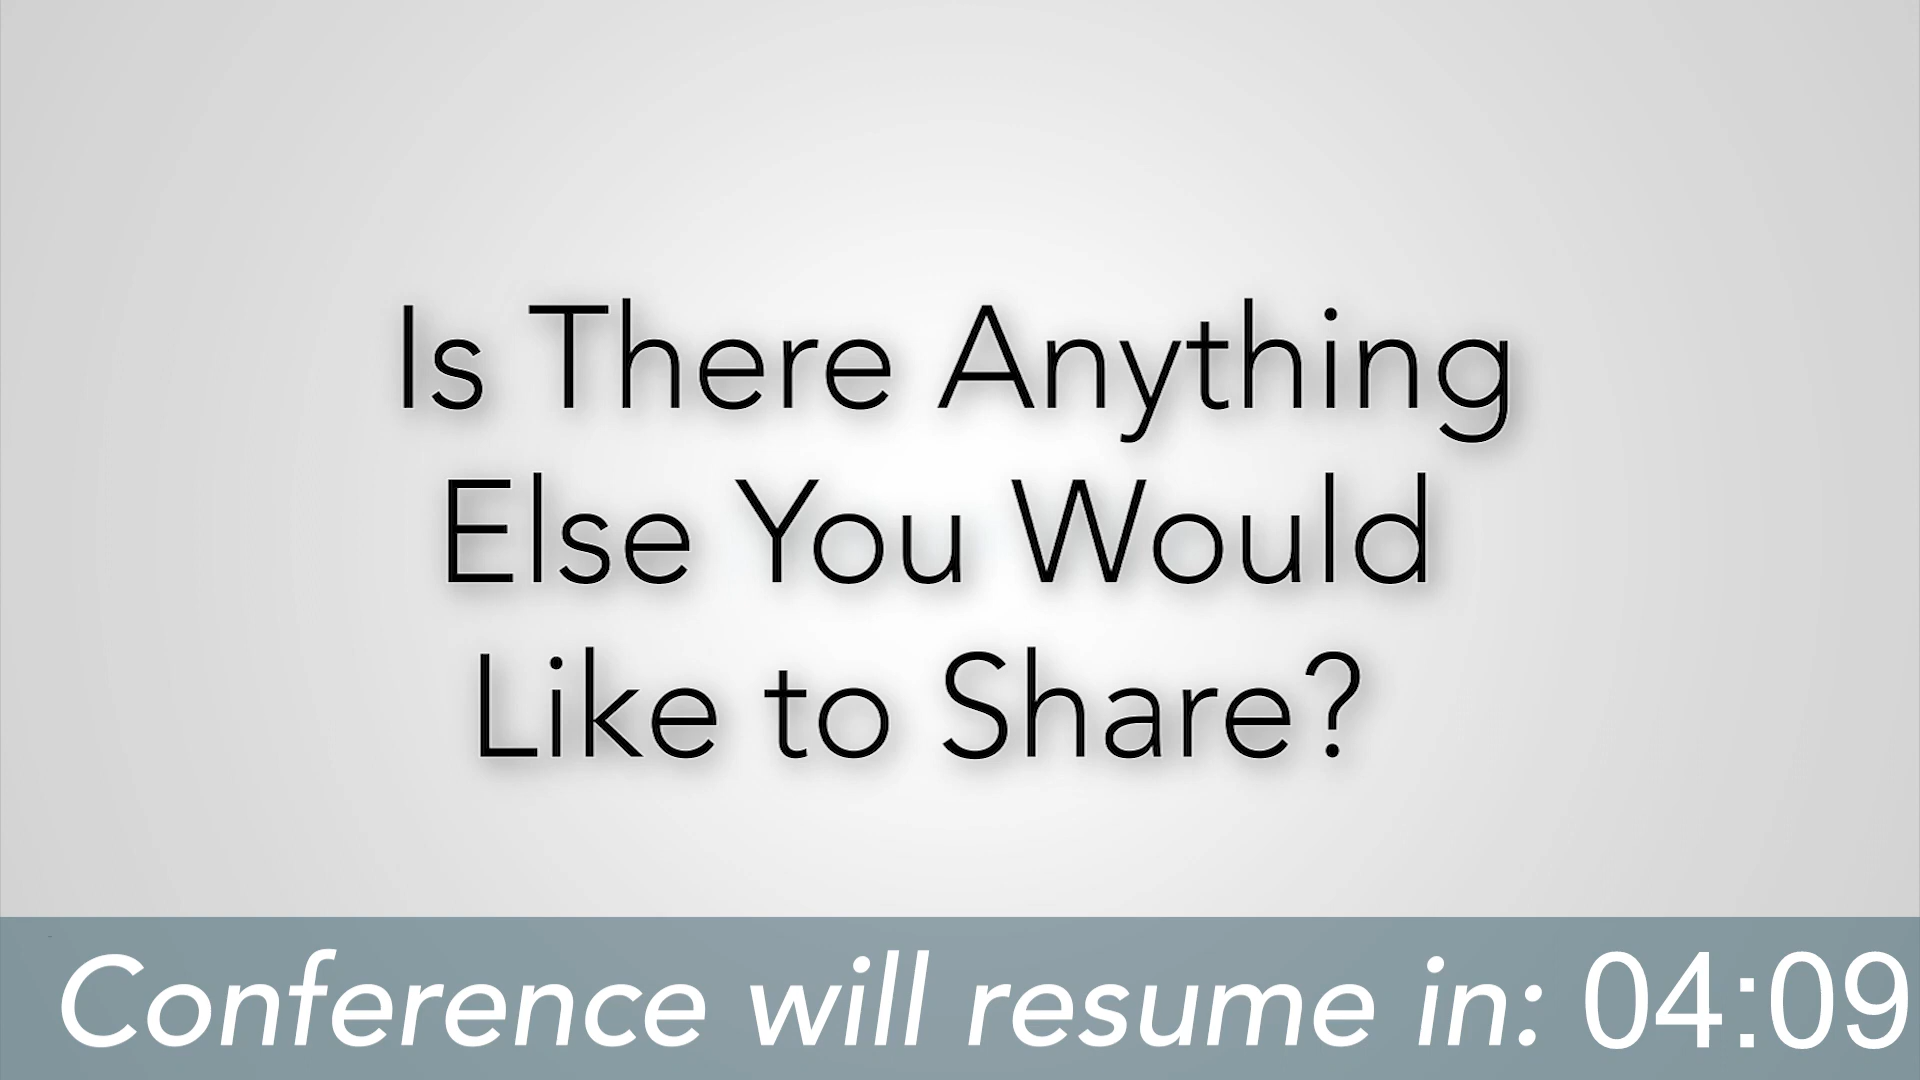 Is There Anything
Else You Would
Like to Share?
Conference will resume in: 04:09